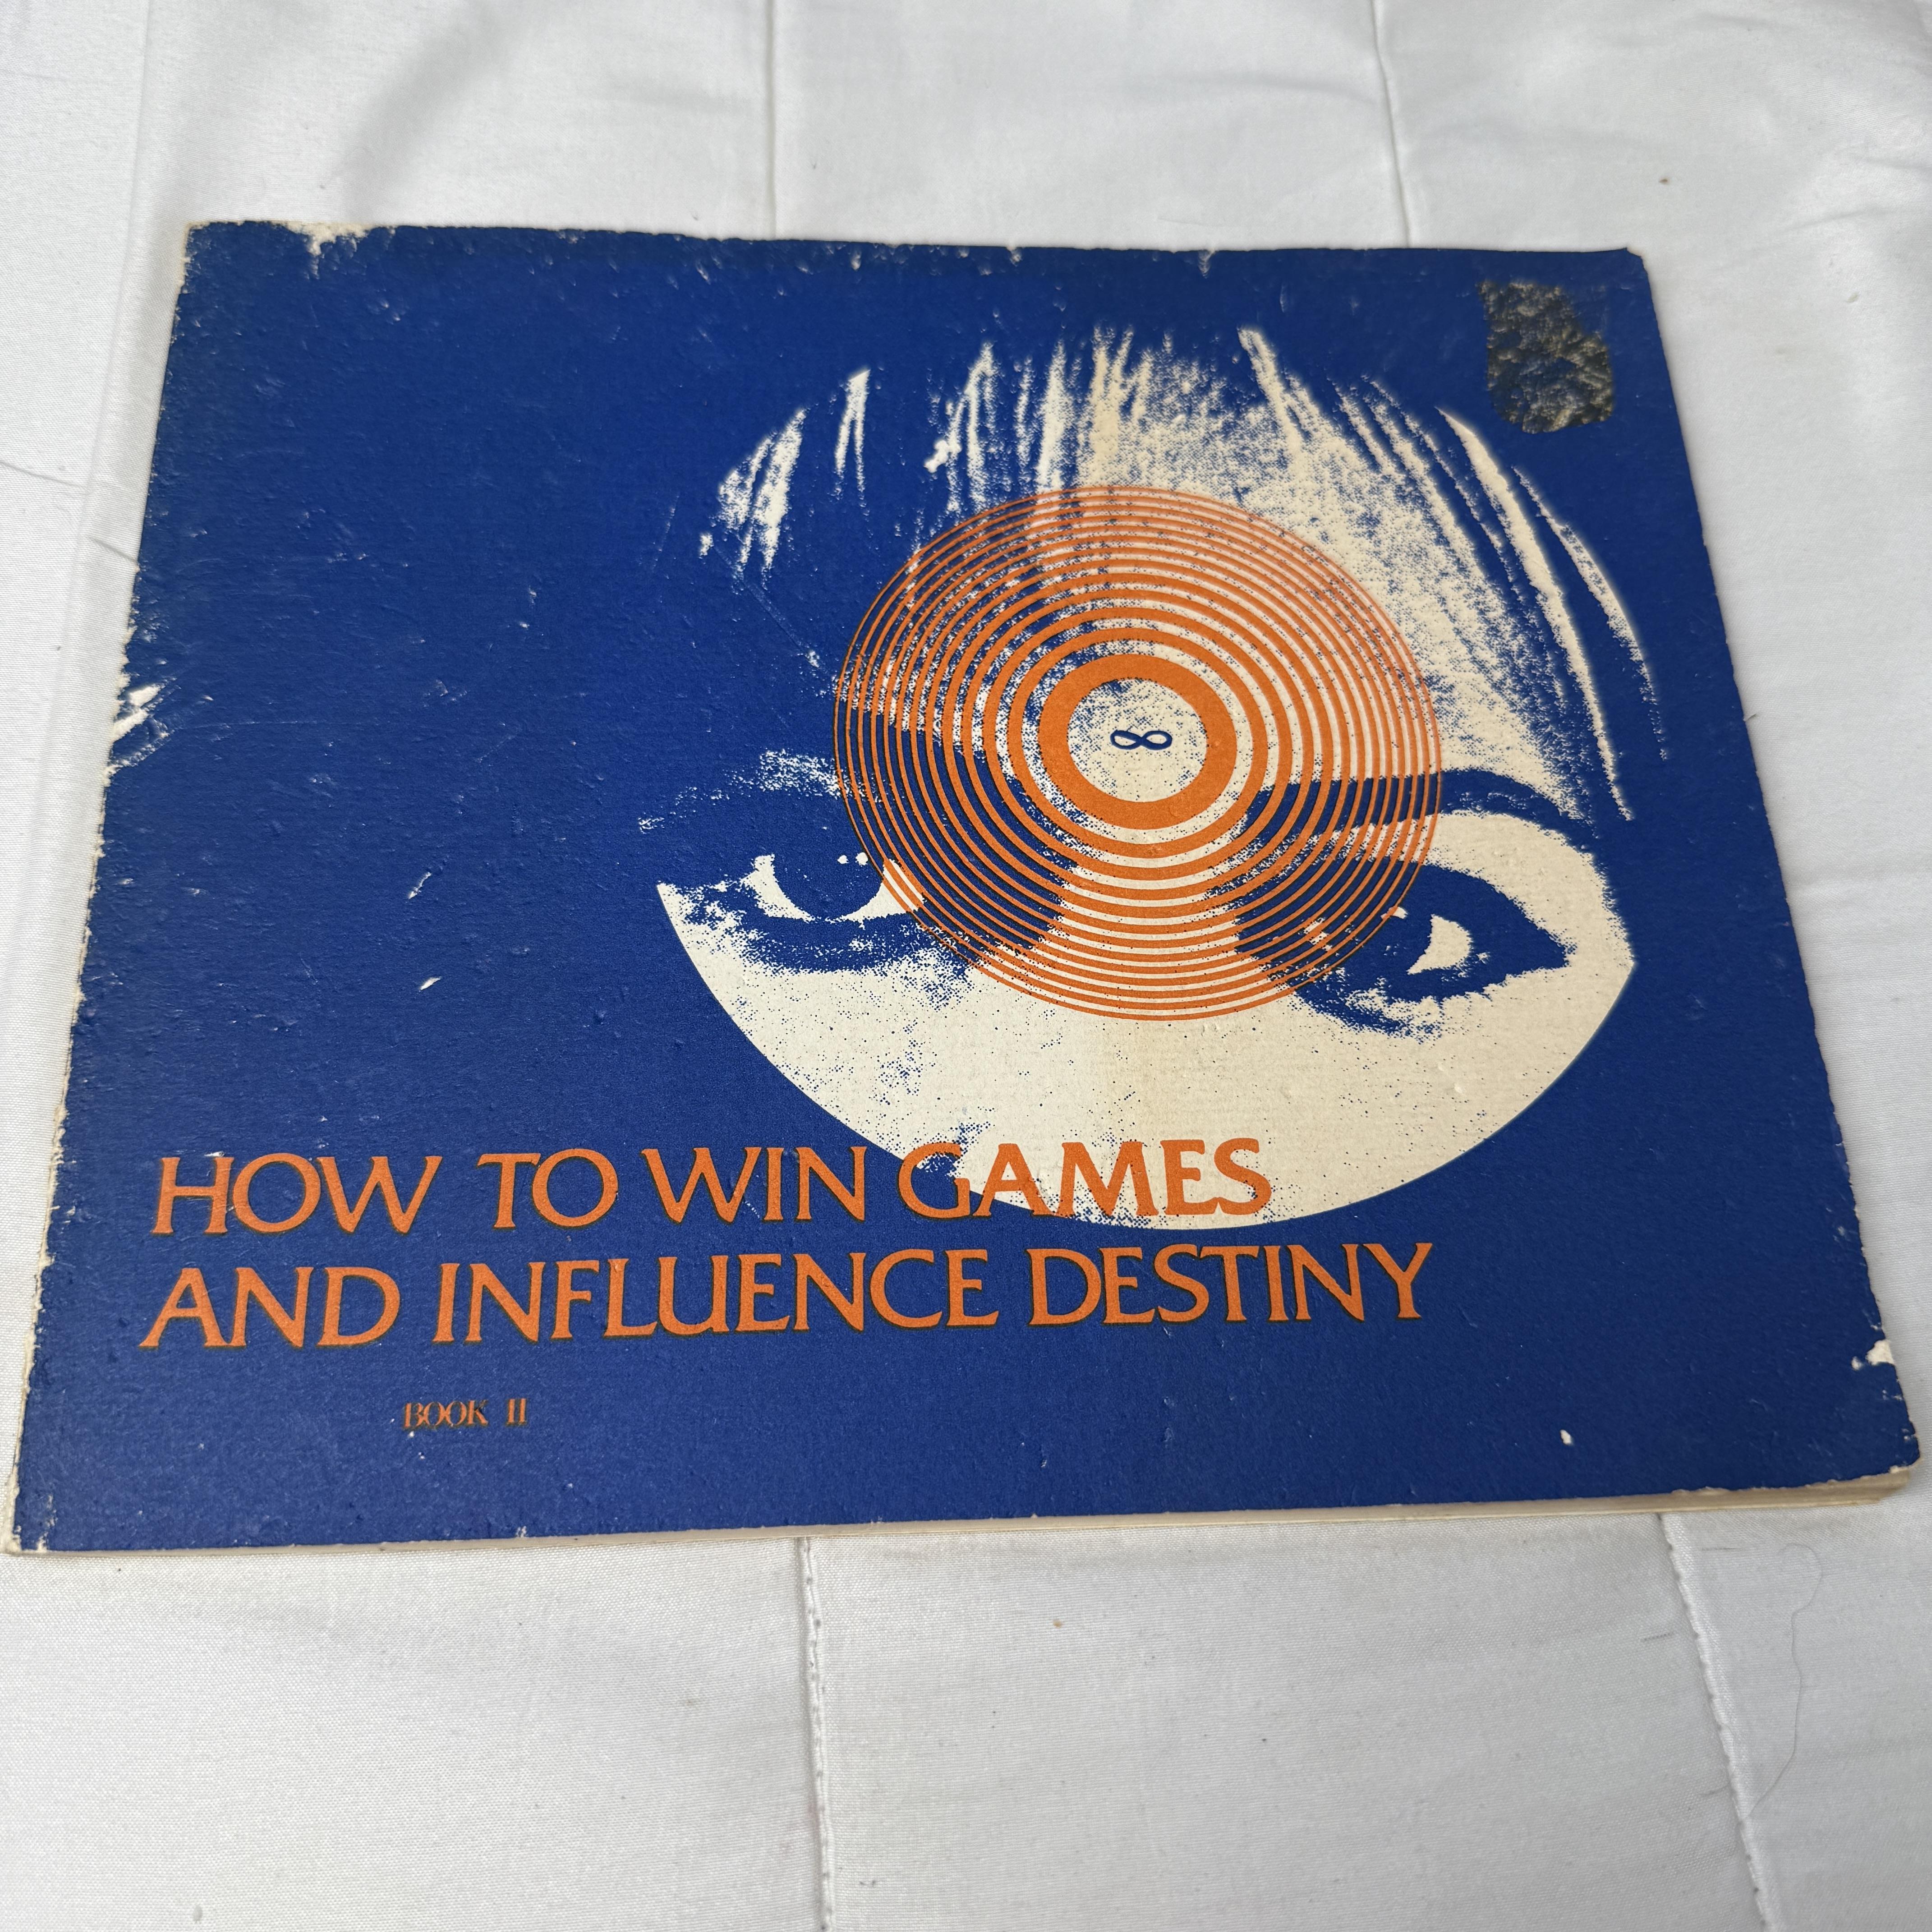 ∞
HOW TO WIN GAMES
AND INFLUENCE DESTINY
BOOK II